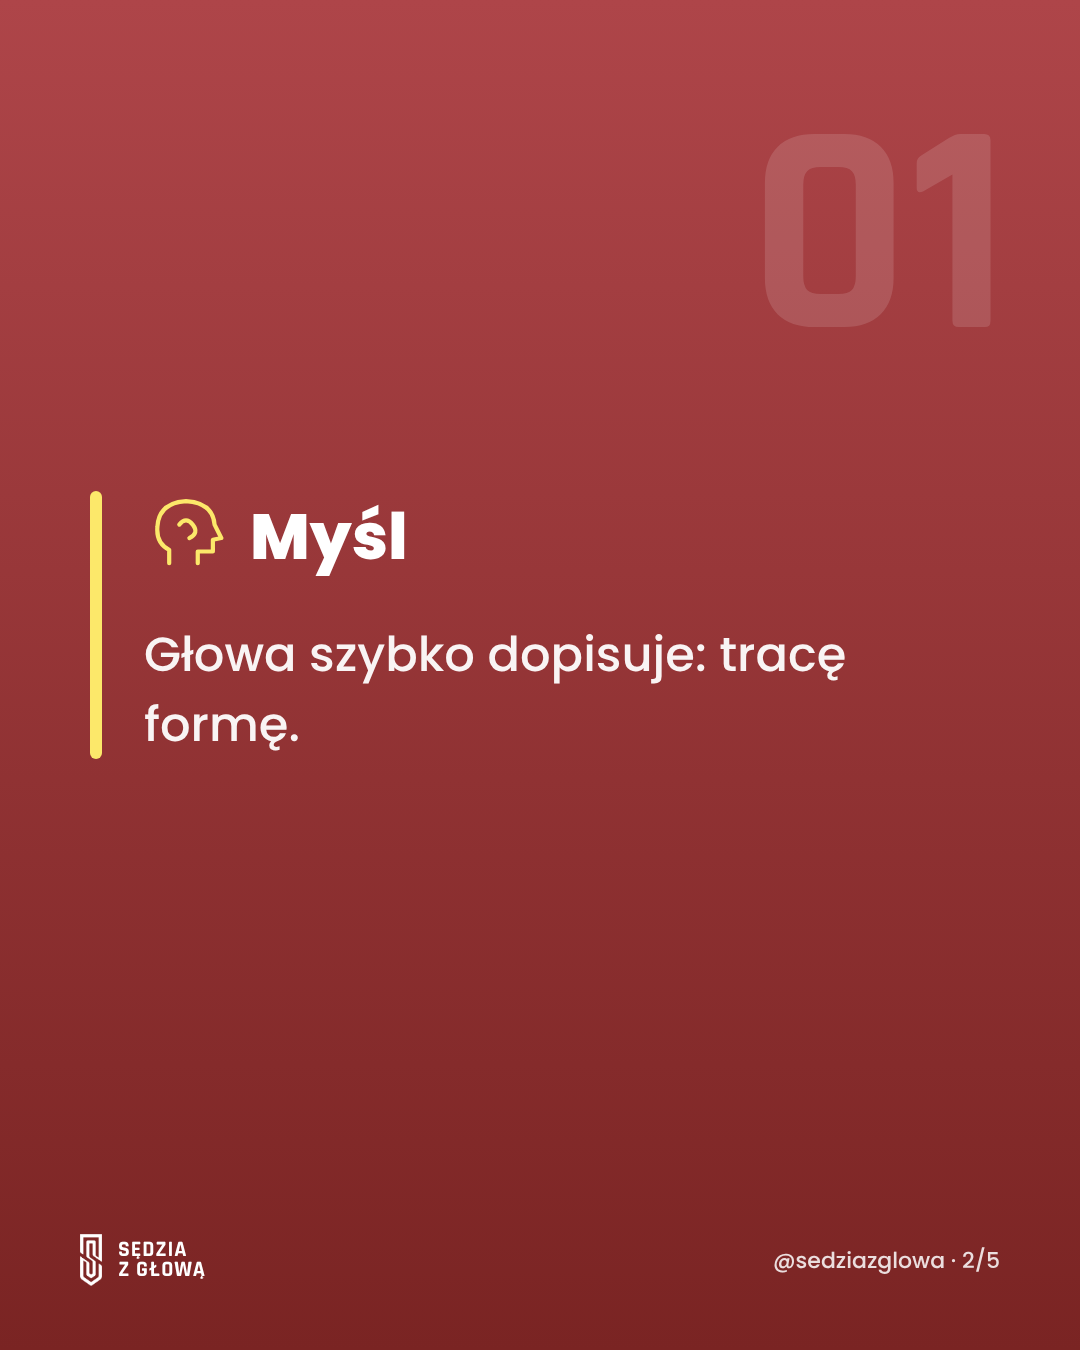 01
Myśl
Głowa szybko dopisuje: tracę
formę.
SĘDZIA
Z GŁOWĄ
@sedziazglowa · 2/5